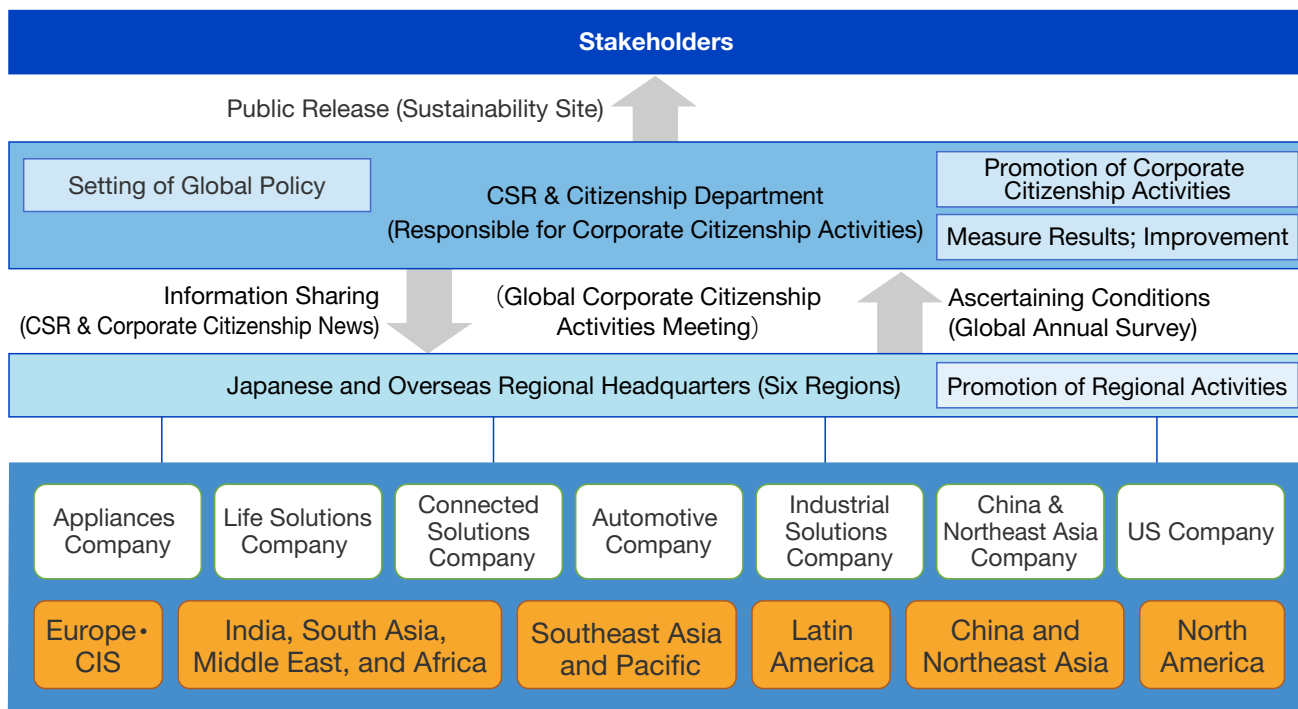 Stakeholders
Public Release (Sustainability Site)
Setting of Global Policy
CSR & Citizenship Department
(Responsible for Corporate Citizenship Activities)
Promotion of Corporate
Citizenship Activities
Measure Results; Improvement
Information Sharing
(CSR & Corporate Citizenship News)
（Global Corporate Citizenship
Activities Meeting）
Ascertaining Conditions
(Global Annual Survey)
Japanese and Overseas Regional Headquarters (Six Regions)
Promotion of Regional Activities
Appliances
Company
Life Solutions
Company
Connected
Solutions
Company
Automotive
Company
Industrial
Solutions
Company
China &
Northeast Asia
Company
US Company
Europe・
CIS
India, South Asia,
Middle East, and Africa
Southeast Asia
and Pacific
Latin
America
China and
Northeast Asia
North
America